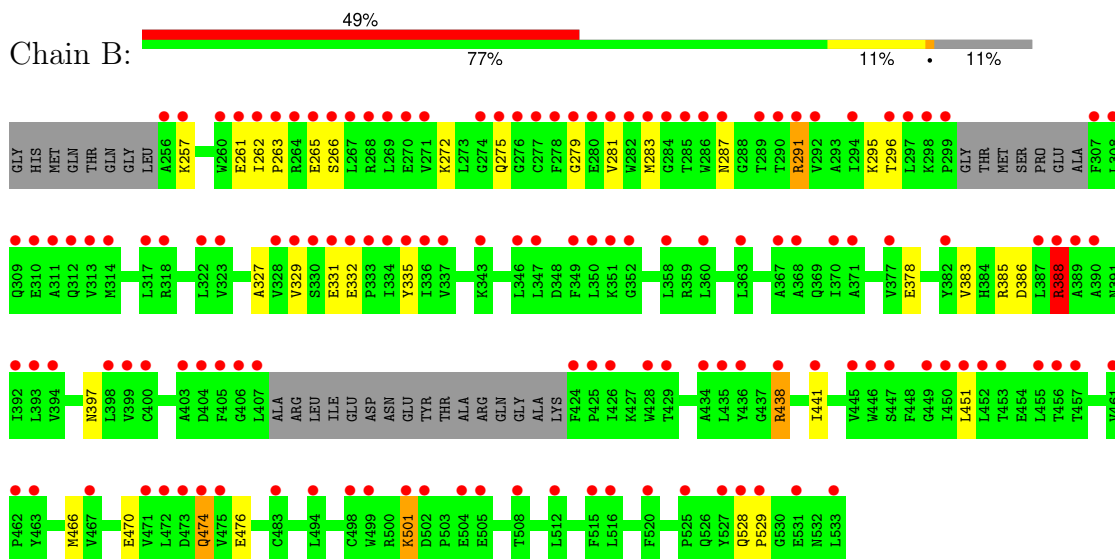 49%
Chain B:
77% 11% • 11%
GLY HIS MET GLN THR GLN GLY LEU A256 K257 W260 E261 I262 P263 R264 E265 S266 L267 R268 L269 E270 V271 K272 L273 G274 Q275 G276 C277 F278 G279 E280 V281 W282 M283 G284 T285 W286 N287 G288 T289 T290 R291 V292 A293 I294 K295 T296 L297 K298 P299 GLY THR MET SER PRO GLU ALA F307 L308
Q309 E310 A311 Q312 V313 M314 L317 R318 L322 V323 A327 V328 V329 S330 E331 E332 P333 I334 Y335 I336 V337 K343 L346 L347 D348 F349 L350 K351 G352 L358 R359 L360 L363 A367 A368 Q369 I370 A371 V377 E378 Y382 V383 H384 R385 D386 L387 R388 A389 A390 N391
I392 L393 V394 N397 L398 V399 C400 A403 D404 F405 G406 L407 ALA ARG LEU ILE GLU ASP ASN GLU TYR THR ALA ARG GLN GLY ALA LYS F424 P425 I426 K427 W428 T429 A434 L435 Y436 G437 R438 I441 V445 W446 S447 F448 G449 I450 L451 L452 T453 E454 L455 T456 T457 V461
P462 Y463 M466 V467 E470 V471 L472 D473 Q474 V475 E476 C483 L494 C498 W499 R500 K501 D502 P503 E504 E505 T508 L512 F515 L516 F520 P525 Q526 Y527 Q528 P529 G530 E531 N532 L533